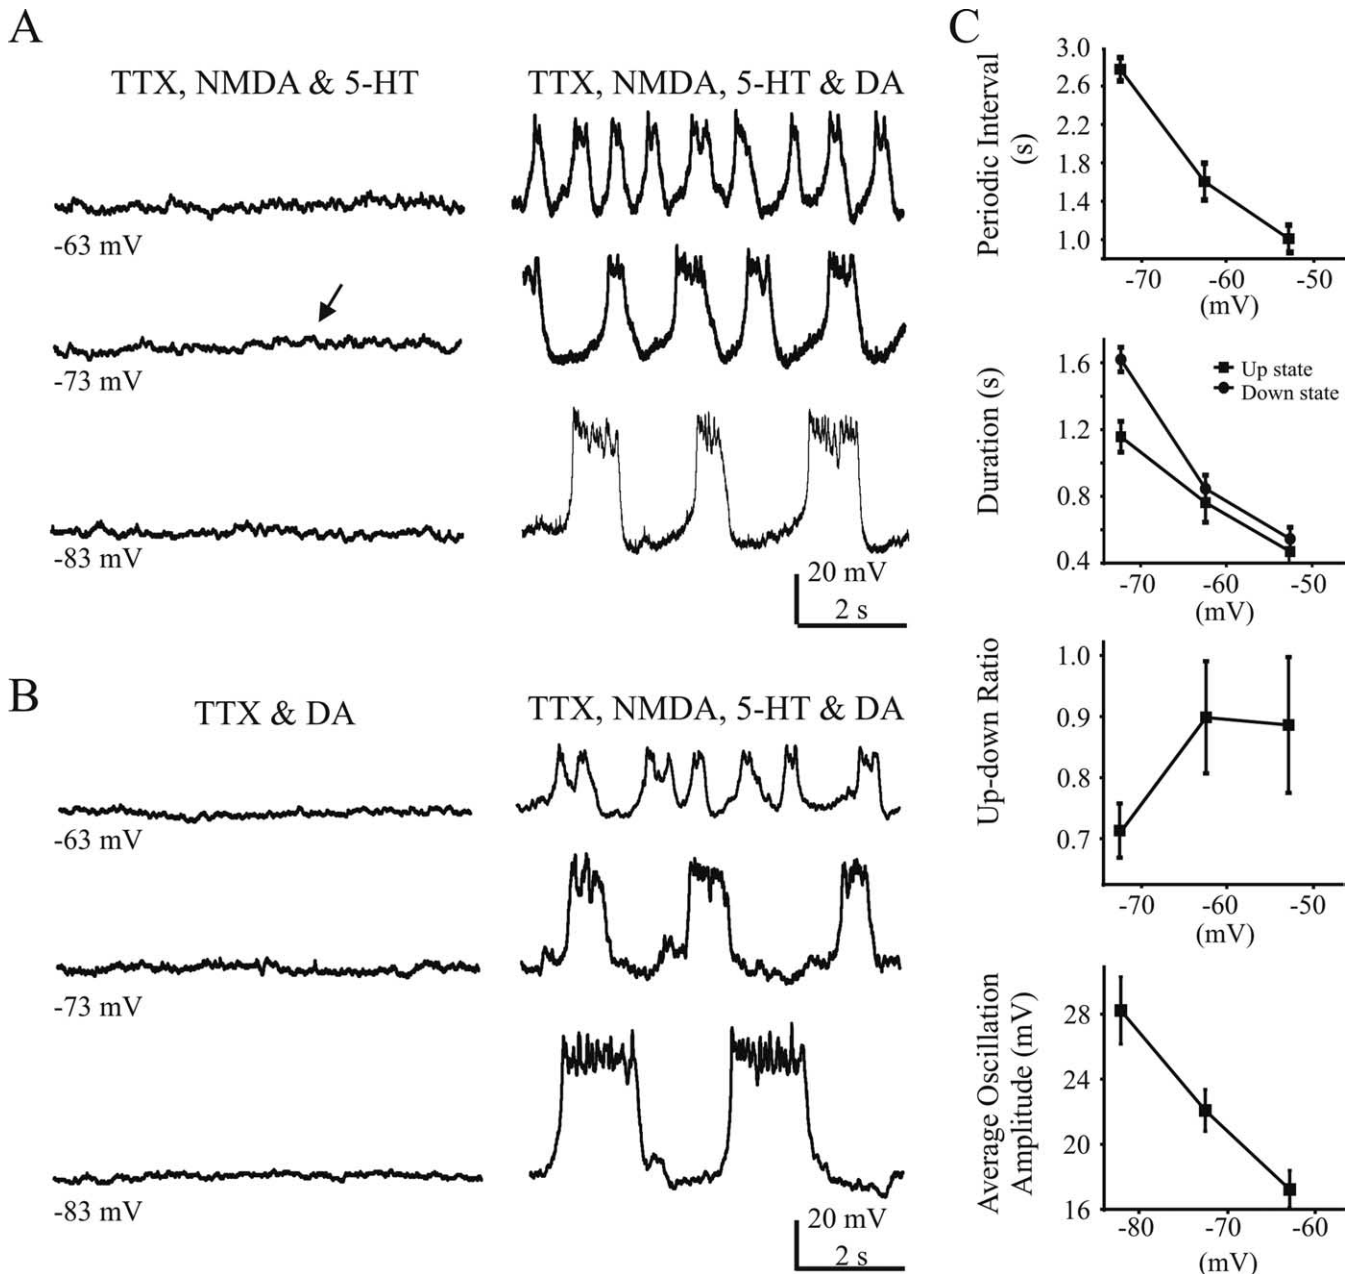 A
TTX, NMDA & 5-HT
TTX, NMDA, 5-HT & DA
-63 mV
-73 mV
-83 mV
20 mV
2 s
B
TTX & DA
TTX, NMDA, 5-HT & DA
-63 mV
-73 mV
-83 mV
20 mV
2 s
C
Periodic Interval
(s)
3.0
2.6
2.2
1.8
1.4
1.0
-70
-60
-50
(mV)
Duration (s)
1.6
1.2
0.8
0.4
Up state
Down state
-70
-60
-50
(mV)
Up-down Ratio
1.0
0.9
0.8
0.7
-70
-60
-50
(mV)
Average Oscillation
Amplitude (mV)
28
24
20
16
-80
-70
-60
(mV)